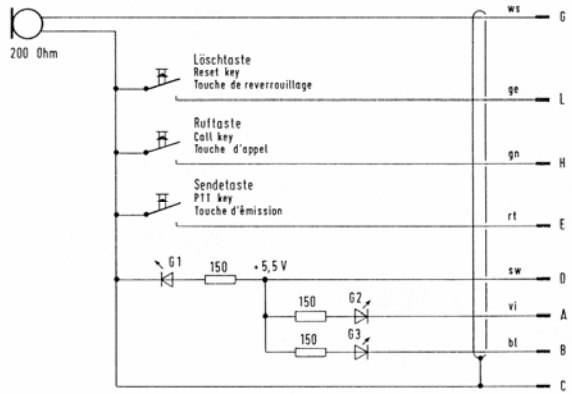 ws
G
200 Ohm
Löschtaste
Reset key
Touche de reverrouillage
ge
L
Ruftaste
Call key
Touche d'appel
gn
H
Sendetaste
PTT key
Touche d'émission
rt
E
G1
150
+5,5 V
sw
D
150
G2
vi
A
150
G3
bl
B
C